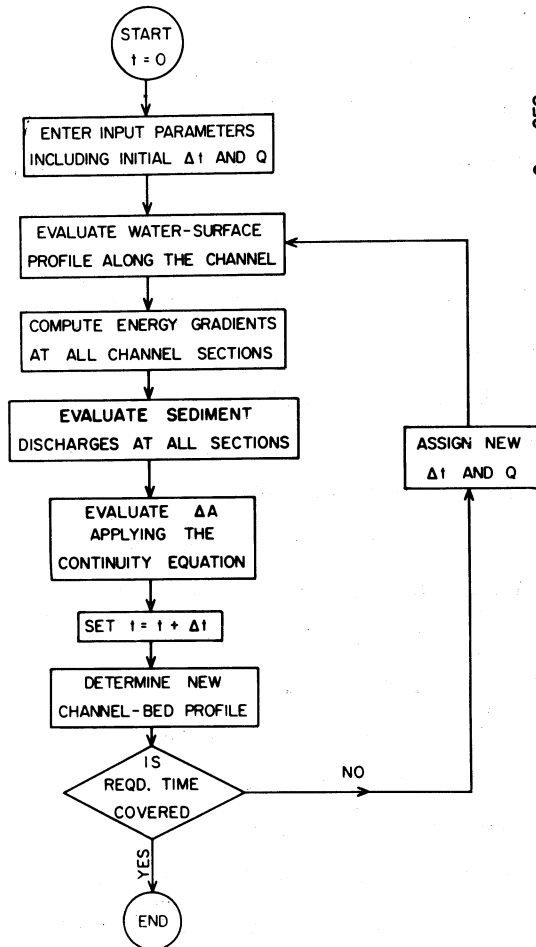 START
t = 0
ENTER INPUT PARAMETERS
INCLUDING INITIAL Δt AND Q
EVALUATE WATER-SURFACE
PROFILE ALONG THE CHANNEL
COMPUTE ENERGY GRADIENTS
AT ALL CHANNEL SECTIONS
EVALUATE SEDIMENT
DISCHARGES AT ALL SECTIONS
ASSIGN NEW
Δt AND Q
EVALUATE ΔA
APPLYING THE
CONTINUITY EQUATION
SET t = t + Δt
DETERMINE NEW
CHANNEL-BED PROFILE
IS
REQD. TIME
COVERED
NO
YES
END